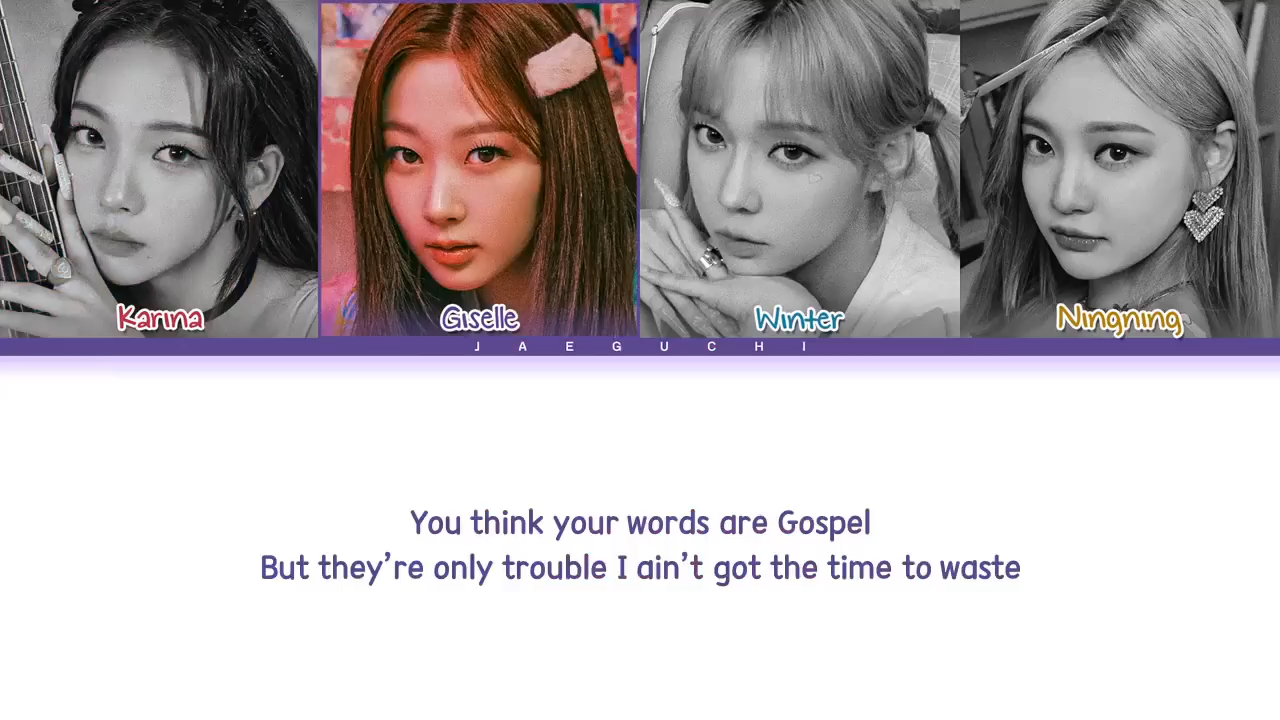 Karina
Giselle
Winter
Ningning
JAEGUCHI
You think your words are Gospel
But they're only trouble I ain't got the time to waste